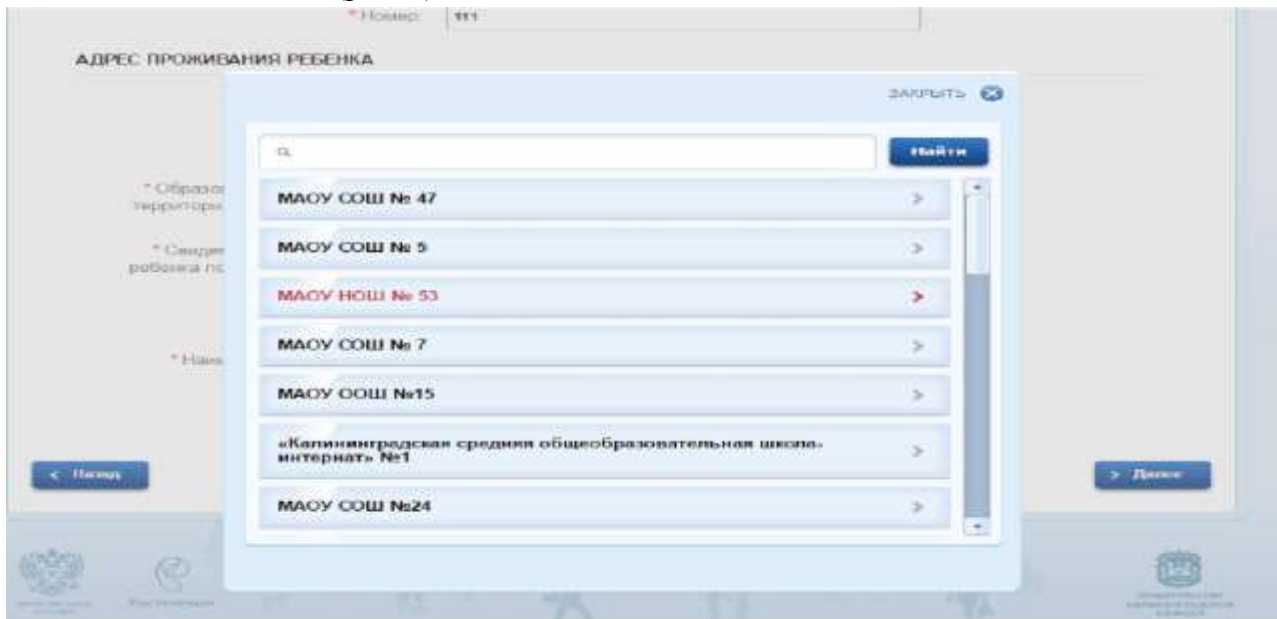 * Номер: 111
АДРЕС ПРОЖИВАНИЯ РЕБЕНКА
ЗАКРЫТЬ
Найти
МАОУ СОШ № 47
МАОУ СОШ № 5
МАОУ НОШ № 53
МАОУ СОШ № 7
МАОУ ООШ №15
«Калининградская средняя общеобразовательная школа-
интернат» №1
МАОУ СОШ №24
< Назад
> Далее